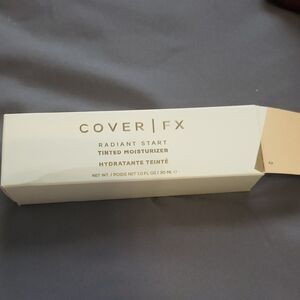 COVER | FX
RADIANT START
TINTED MOISTURIZER
HYDRATANTE TEINTÉ
NET WT / POIDS NET 1.0 FL OZ / 30 ML ℮